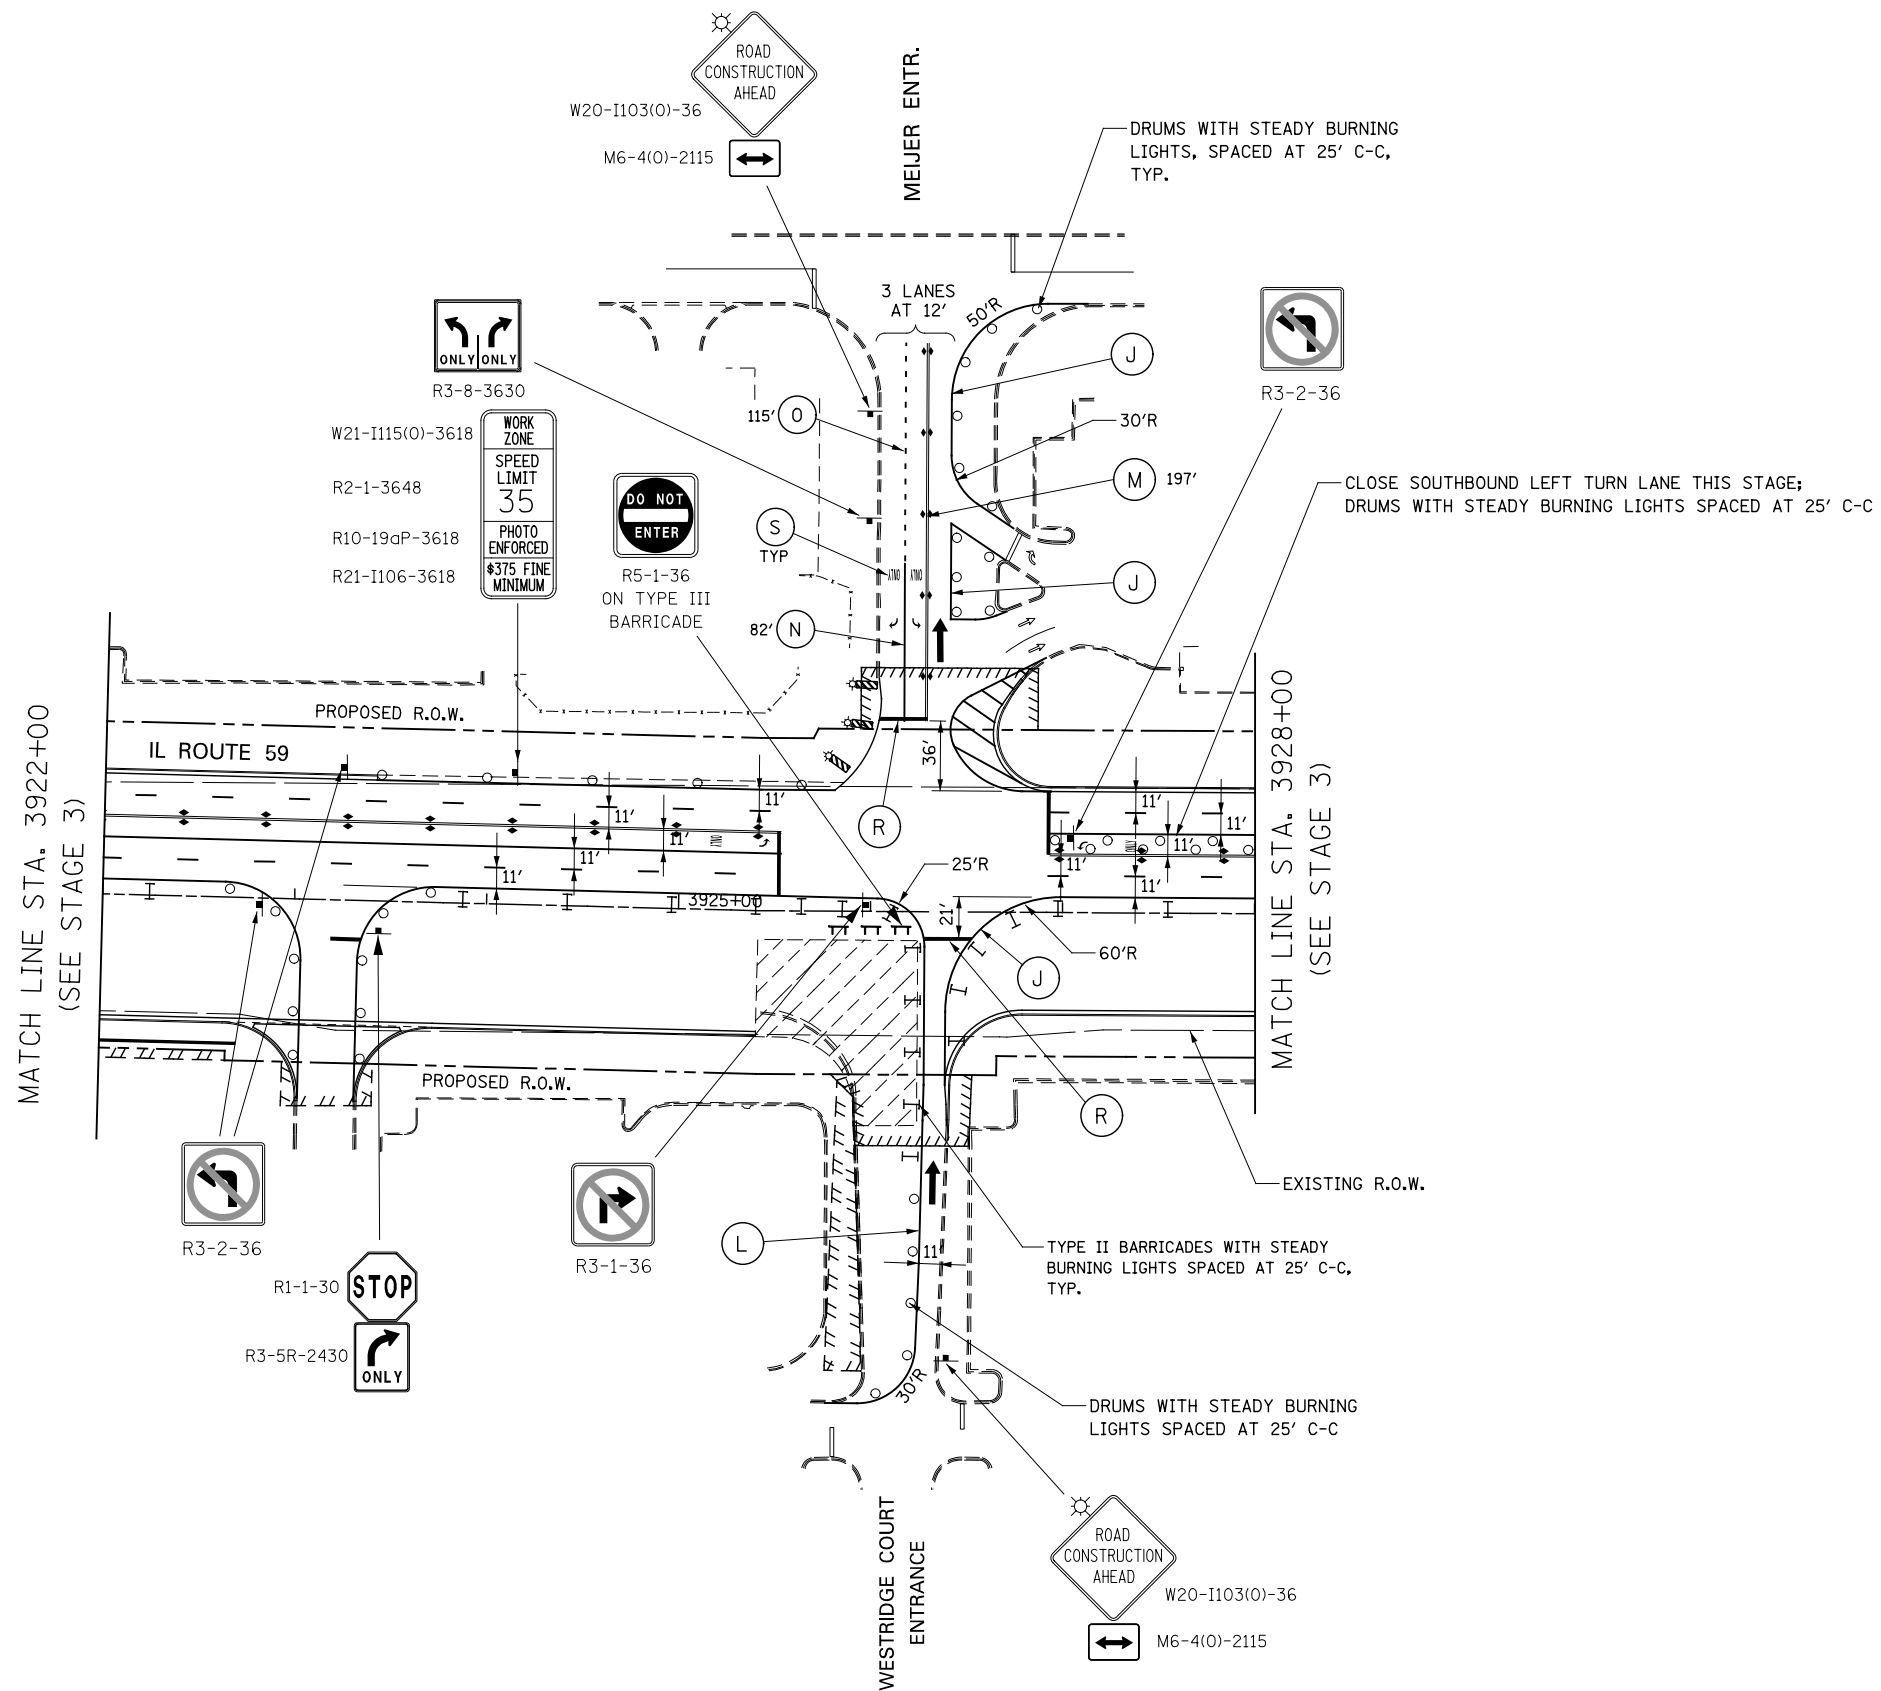 ROAD
CONSTRUCTION
AHEAD
W20-I103(O)-36
M6-4(O)-2115
MEIJER ENTR.
DRUMS WITH STEADY BURNING
LIGHTS, SPACED AT 25' C-C,
TYP.
3 LANES
AT 12'
50'R
J
ONLY ONLY
R3-8-3630
R3-2-36
115' O
30'R
W21-I115(O)-3618
WORK
ZONE
R2-1-3648
SPEED
LIMIT
35
R10-19aP-3618
PHOTO
ENFORCED
R21-I106-3618
$375 FINE
MINIMUM
DO NOT
ENTER
R5-1-36
ON TYPE III
BARRICADE
M 197'
CLOSE SOUTHBOUND LEFT TURN LANE THIS STAGE;
DRUMS WITH STEADY BURNING LIGHTS SPACED AT 25' C-C
S
TYP
ONLY ONLY
J
82' N
PROPOSED R.O.W.
IL ROUTE 59
MATCH LINE STA. 3922+00
(SEE STAGE 3)
MATCH LINE STA. 3928+00
(SEE STAGE 3)
36'
R
11'
11'
11'
11'
11'
ONLY
11'
11'
11'
11'
11'
ONLY
25'R
3925+00
21'
60'R
J
PROPOSED R.O.W.
R
EXISTING R.O.W.
R3-2-36
R3-1-36
L
11'
TYPE II BARRICADES WITH STEADY
BURNING LIGHTS SPACED AT 25' C-C,
TYP.
R1-1-30
STOP
R3-5R-2430
ONLY
30'R
DRUMS WITH STEADY BURNING
LIGHTS SPACED AT 25' C-C
WESTRIDGE COURT
ENTRANCE
ROAD
CONSTRUCTION
AHEAD
W20-I103(O)-36
M6-4(O)-2115